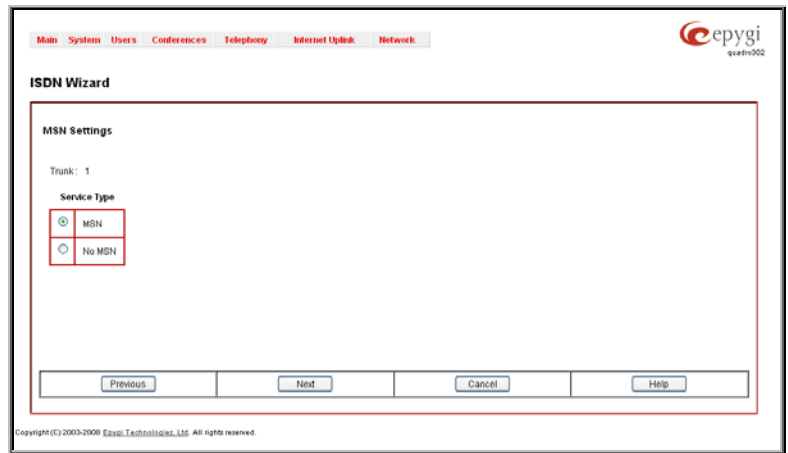 Main System Users Conferences Telephony Internet Uplink Network
epygi
quadro302
ISDN Wizard
MSN Settings
Trunk: 1
Service Type
MSN
No MSN
Previous Next Cancel Help
Copyright (C) 2003-2008 Epygi Technologies, Ltd. All rights reserved.